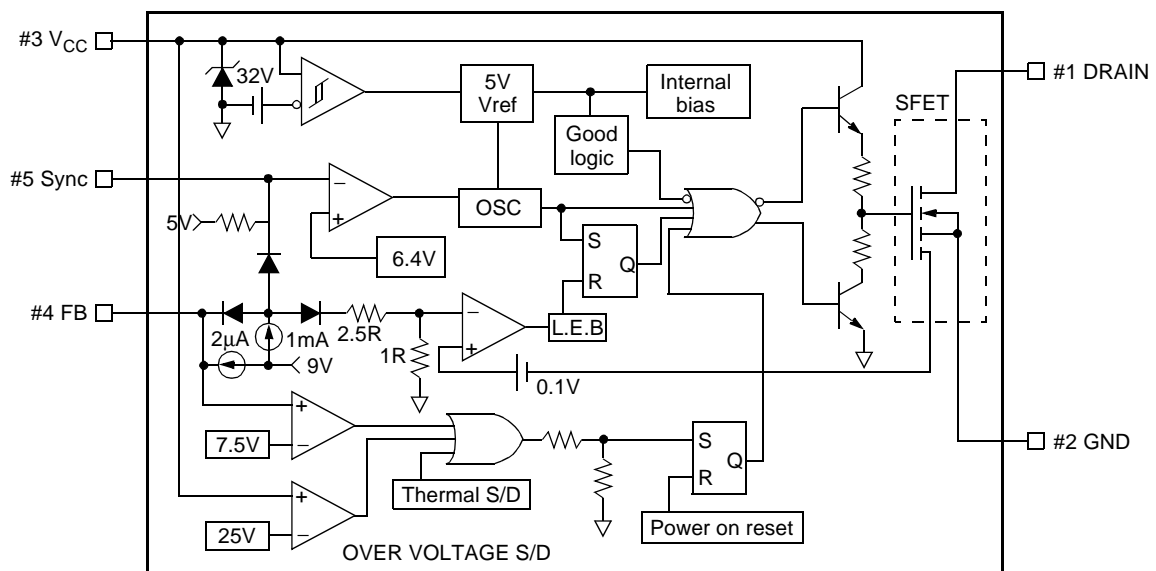 #3 VCC
32V
5V
Vref
Internal
bias
Good
logic
#1 DRAIN
SFET
#5 Sync
−
+
OSC
5V
6.4V
S
R
Q
#4 FB
2μA
1mA
9V
2.5R
1R
−
+
L.E.B
0.1V
+
−
7.5V
Thermal S/D
S
R
Q
#2 GND
+
−
25V
Power on reset
OVER VOLTAGE S/D